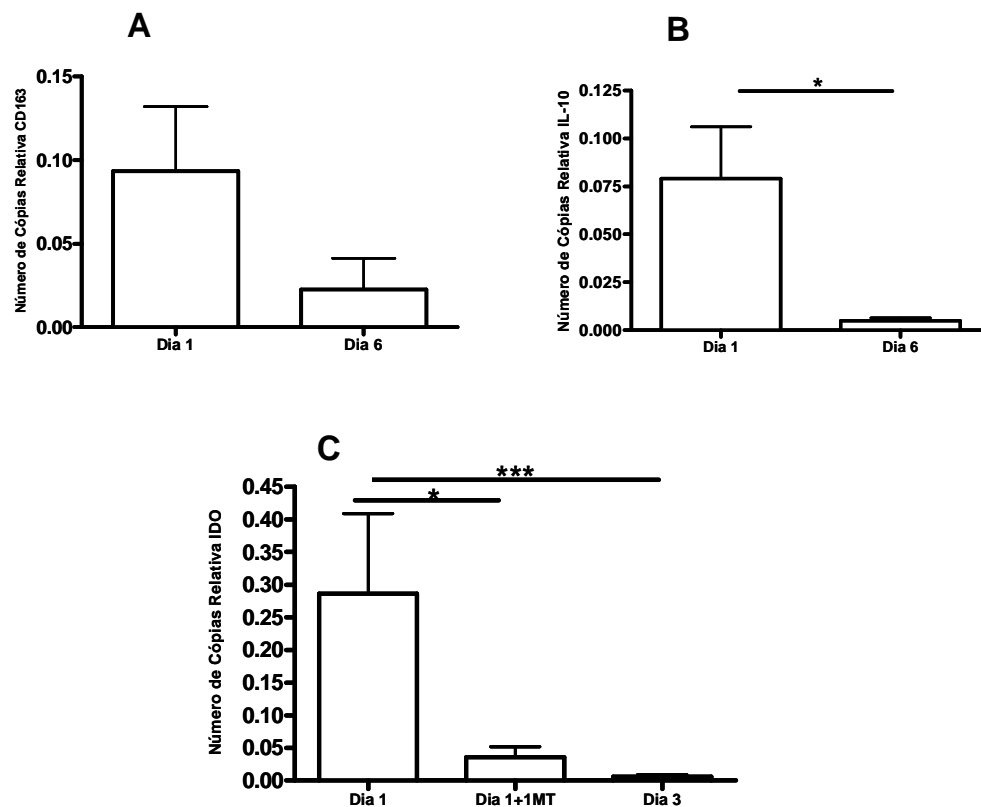 A
Número de Cópias Relativa CD163
0.15
0.10
0.05
0.00
Dia 1 Dia 6
B
Número de Cópias Relativa IL-10
*
0.125
0.100
0.075
0.050
0.025
0.000
Dia 1 Dia 6
C
Número de Cópias Relativa IDO
***
*
0.45
0.40
0.35
0.30
0.25
0.20
0.15
0.10
0.05
0.00
Dia 1 Dia 1+1MT Dia 3